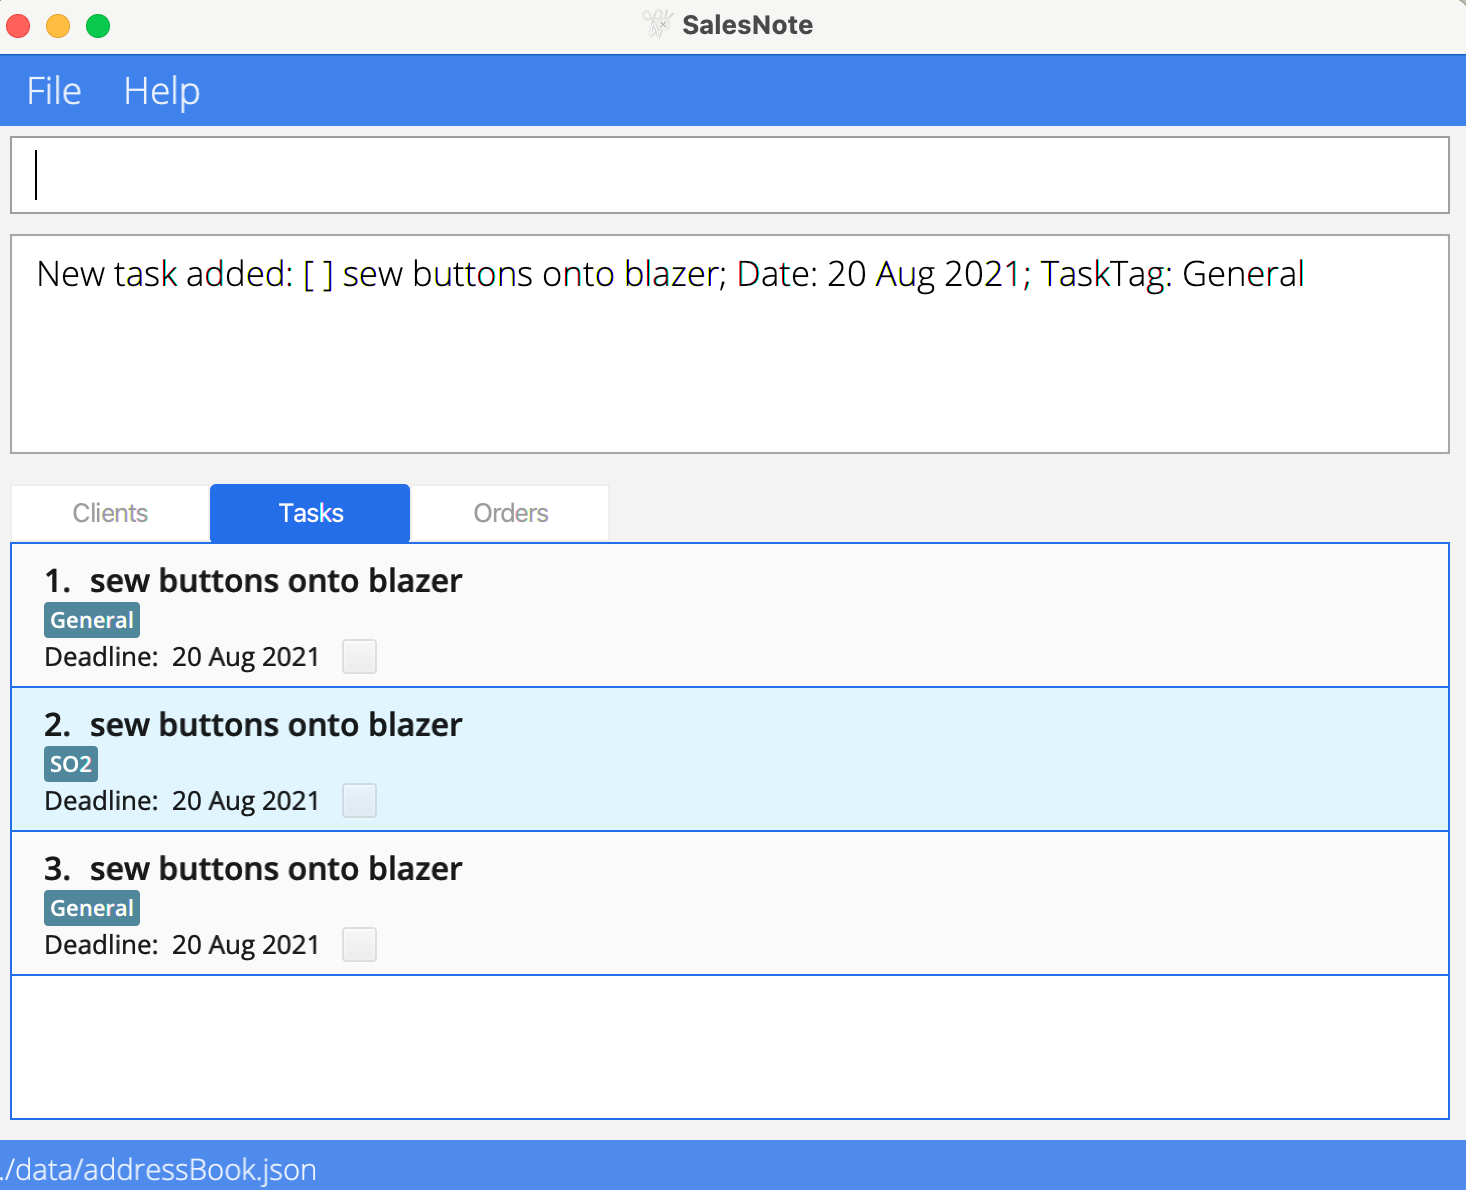 SalesNote
File Help
New task added: [ ] sew buttons onto blazer; Date: 20 Aug 2021; TaskTag: General
Clients Tasks Orders
1. sew buttons onto blazer
General
Deadline: 20 Aug 2021
2. sew buttons onto blazer
SO2
Deadline: 20 Aug 2021
3. sew buttons onto blazer
General
Deadline: 20 Aug 2021
./data/addressBook.json